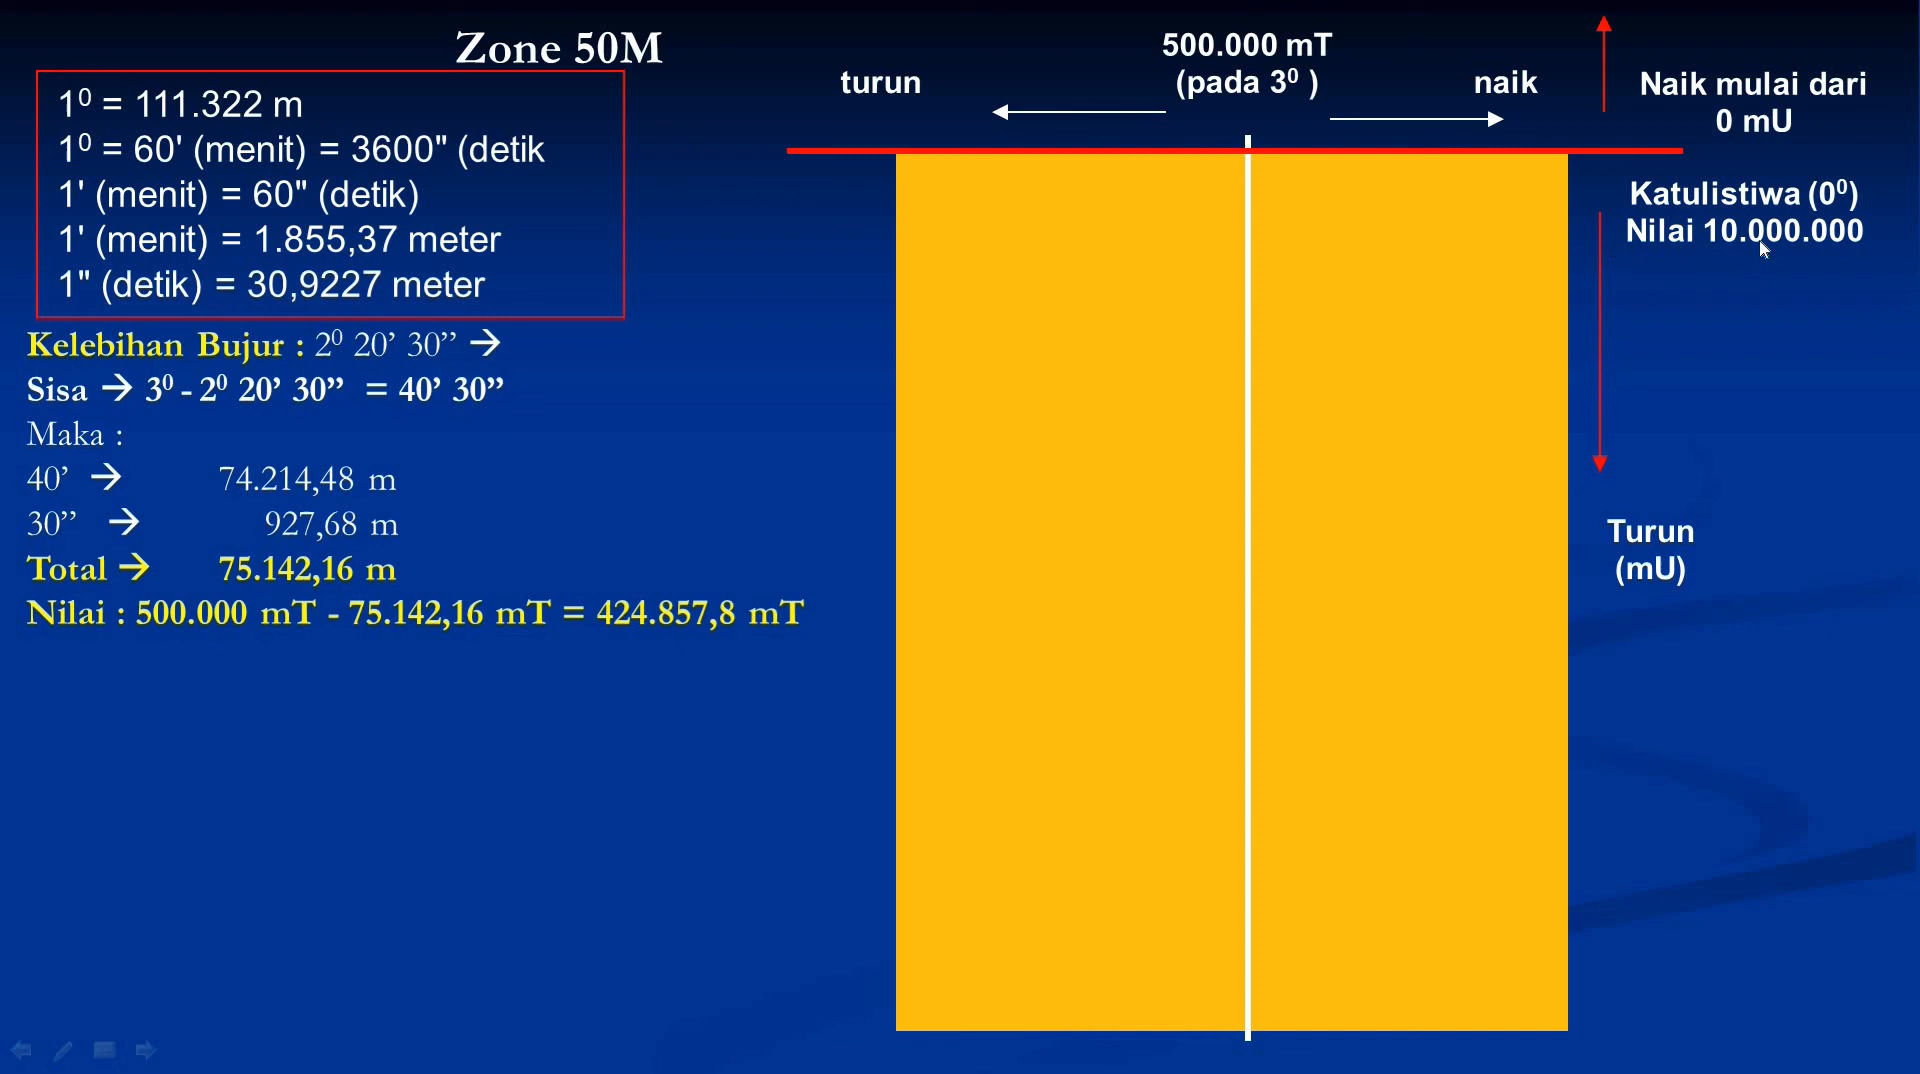 Zone 50M
1⁰ = 111.322 m
1⁰ = 60' (menit) = 3600" (detik
1' (menit) = 60" (detik)
1' (menit) = 1.855,37 meter
1" (detik) = 30,9227 meter
Kelebihan Bujur : 2⁰ 20’ 30’’ →
Sisa → 3⁰ - 2⁰ 20’ 30’’ = 40’ 30’’
Maka :
40’ → 74.214,48 m
30’’ → 927,68 m
Total → 75.142,16 m
Nilai : 500.000 mT - 75.142,16 mT = 424.857,8 mT
500.000 mT
turun (pada 3⁰ ) naik
Naik mulai dari
0 mU
Katulistiwa (0⁰)
Nilai 10.000.000
Turun
(mU)